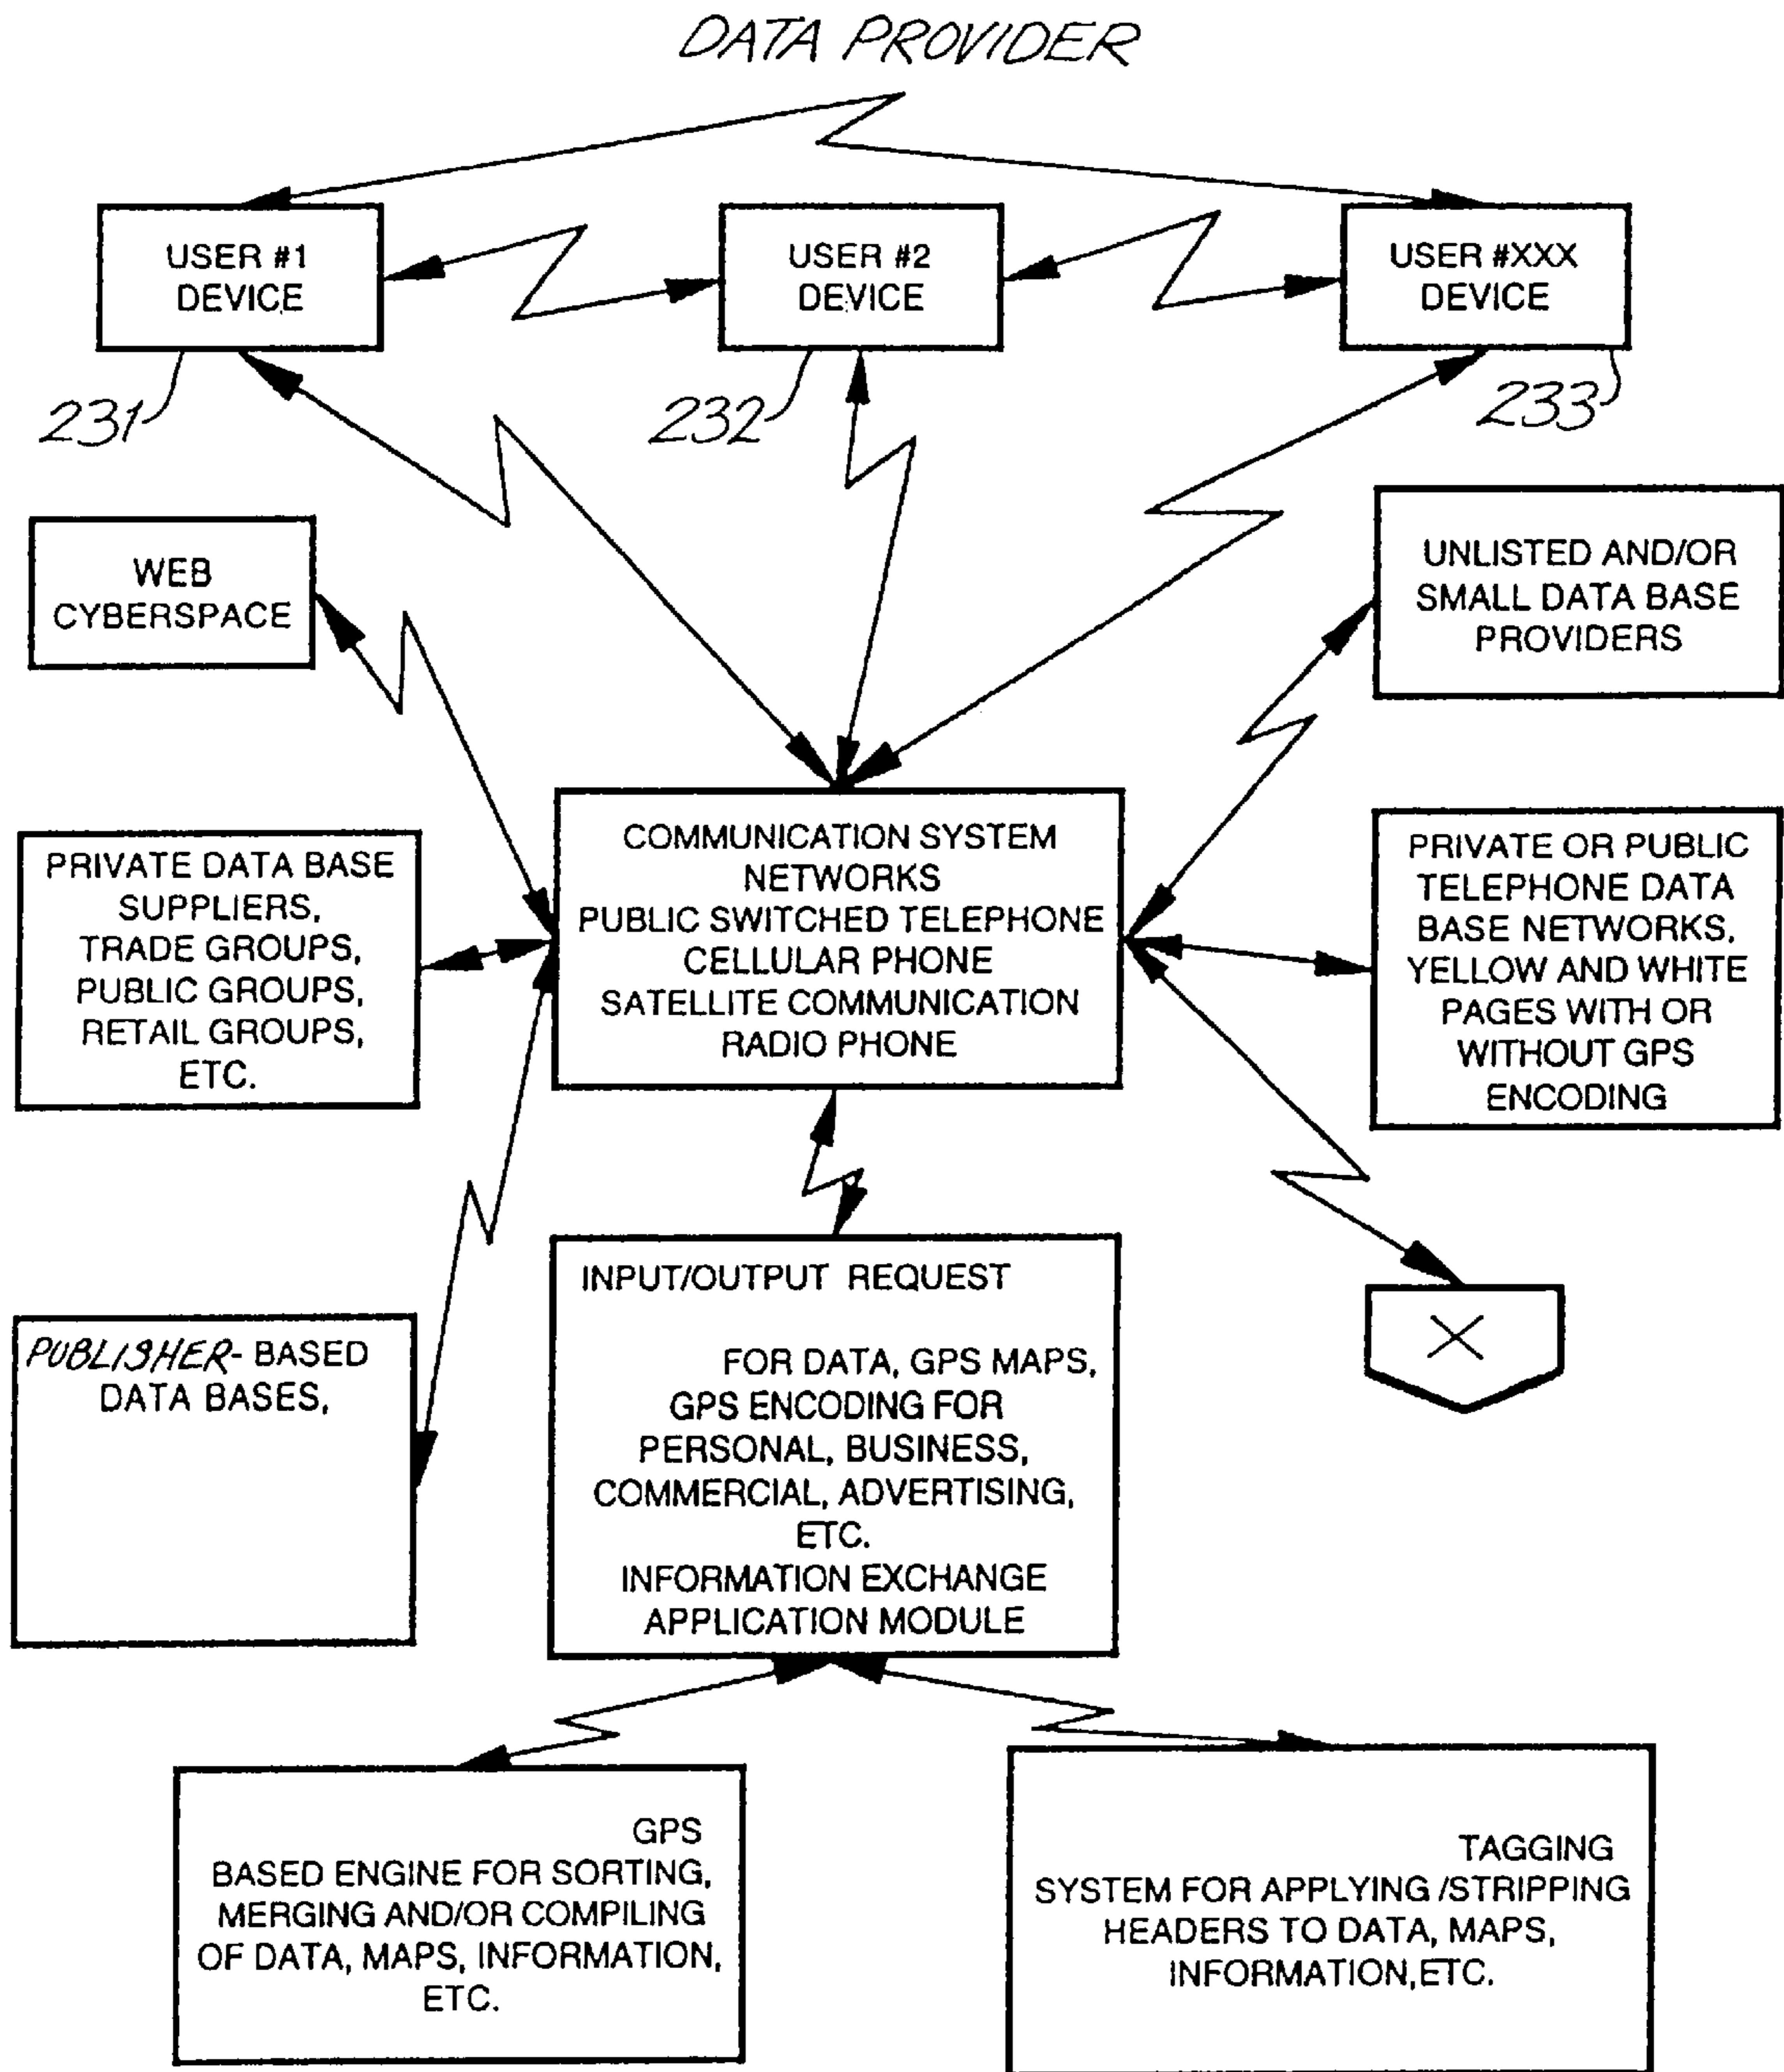 DATA PROVIDER
USER #1
DEVICE
USER #2
DEVICE
USER #XXX
DEVICE
231
232
233
WEB
CYBERSPACE
UNLISTED AND/OR
SMALL DATA BASE
PROVIDERS
PRIVATE DATA BASE
SUPPLIERS,
TRADE GROUPS,
PUBLIC GROUPS,
RETAIL GROUPS,
ETC.
COMMUNICATION SYSTEM
NETWORKS
PUBLIC SWITCHED TELEPHONE
CELLULAR PHONE
SATELLITE COMMUNICATION
RADIO PHONE
PRIVATE OR PUBLIC
TELEPHONE DATA
BASE NETWORKS,
YELLOW AND WHITE
PAGES WITH OR
WITHOUT GPS
ENCODING
PUBLISHER- BASED
DATA BASES,
INPUT/OUTPUT REQUEST
FOR DATA, GPS MAPS,
GPS ENCODING FOR
PERSONAL, BUSINESS,
COMMERCIAL, ADVERTISING,
ETC.
INFORMATION EXCHANGE
APPLICATION MODULE
X
GPS
BASED ENGINE FOR SORTING,
MERGING AND/OR COMPILING
OF DATA, MAPS, INFORMATION,
ETC.
TAGGING
SYSTEM FOR APPLYING /STRIPPING
HEADERS TO DATA, MAPS,
INFORMATION,ETC.